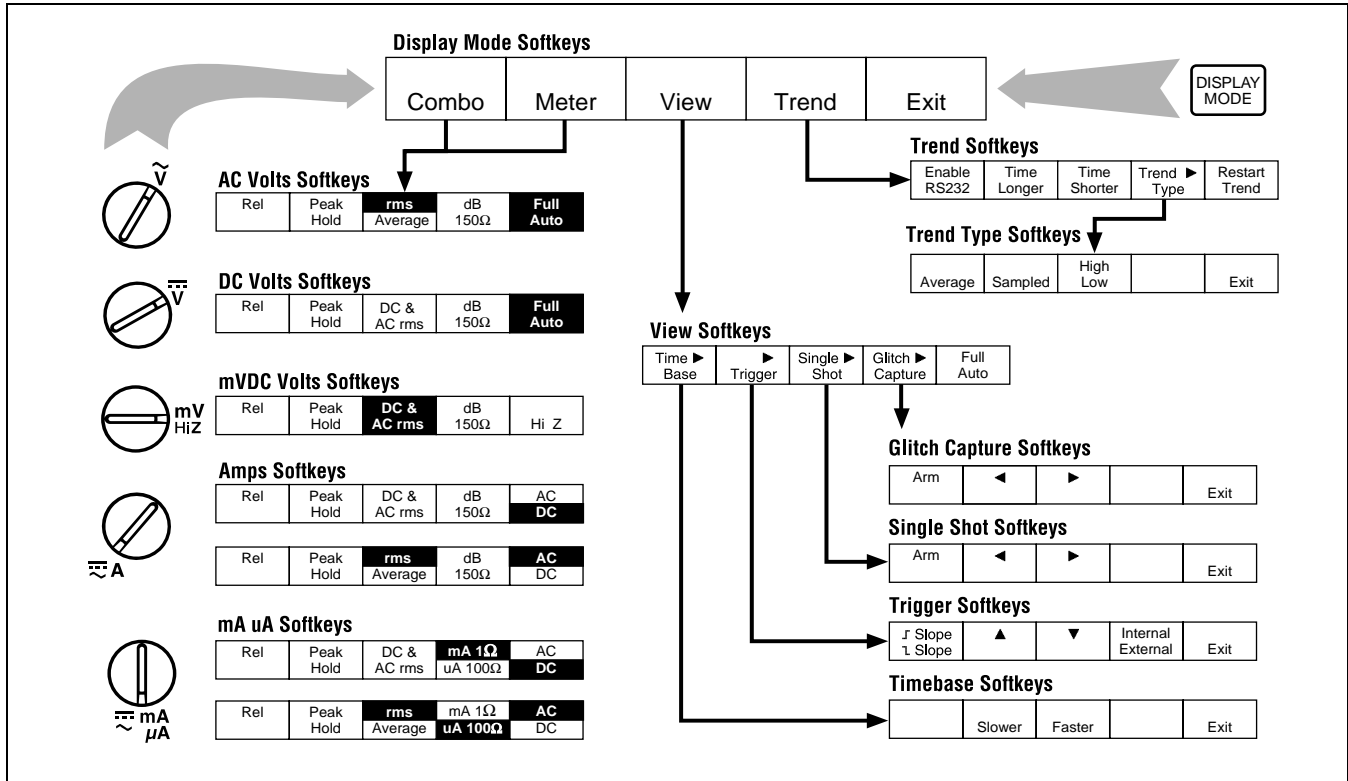 Display Mode Softkeys
Combo Meter View Trend Exit
DISPLAY
MODE
Ṽ
AC Volts Softkeys
Rel Peak Hold rms Average dB 150Ω Full Auto
V
DC Volts Softkeys
Rel Peak Hold DC & AC rms dB 150Ω Full Auto
mV
HiZ
mVDC Volts Softkeys
Rel Peak Hold DC & AC rms dB 150Ω Hi Z
A
Amps Softkeys
Rel Peak Hold DC & AC rms dB 150Ω AC DC
Rel Peak Hold rms Average dB 150Ω AC DC
mA
µA
mA uA Softkeys
Rel Peak Hold DC & AC rms mA 1Ω uA 100Ω AC DC
Rel Peak Hold rms Average mA 1Ω uA 100Ω AC DC
Trend Softkeys
Enable RS232 Time Longer Time Shorter Trend ▶ Type Restart Trend
Trend Type Softkeys
Average Sampled High Low Exit
View Softkeys
Time ▶ Base ▶ Trigger Single ▶ Shot Glitch ▶ Capture Full Auto
Glitch Capture Softkeys
Arm ◀ ▶ Exit
Single Shot Softkeys
Arm ◀ ▶ Exit
Trigger Softkeys
Slope Slope ▲ ▼ Internal External Exit
Timebase Softkeys
Slower Faster Exit